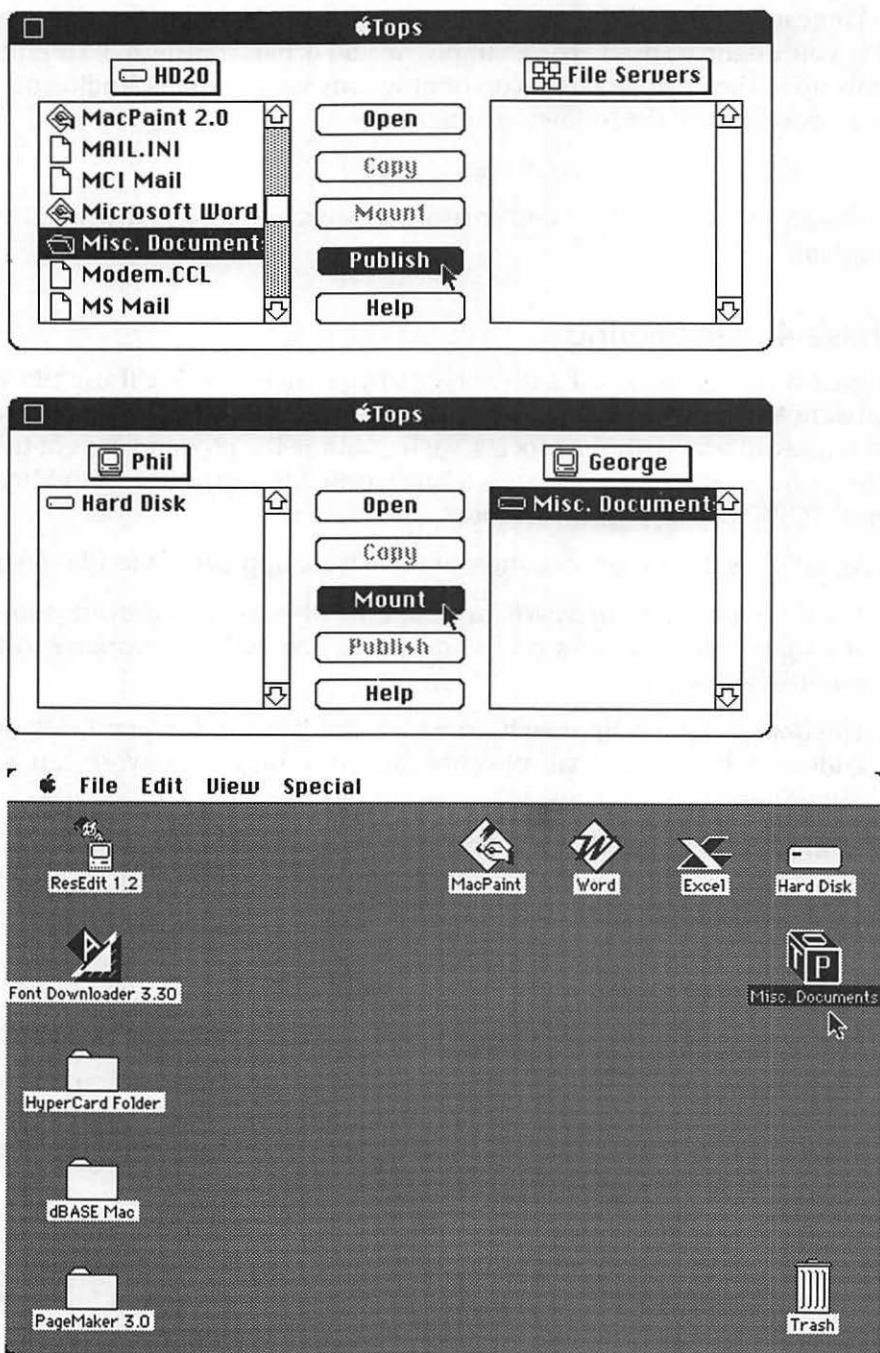 Tops
HD20
File Servers
MacPaint 2.0
MAIL.INI
MCI Mail
Microsoft Word
Misc. Document
Modem.CCL
MS Mail
Open
Copy
Mount
Publish
Help
Tops
Phil
George
Hard Disk
Open
Copy
Mount
Publish
Help
Misc. Document
File Edit View Special
ResEdit 1.2
MacPaint
Word
Excel
Hard Disk
Font Downloader 3.30
Misc. Documents
HyperCard Folder
dBASE Mac
PageMaker 3.0
Trash